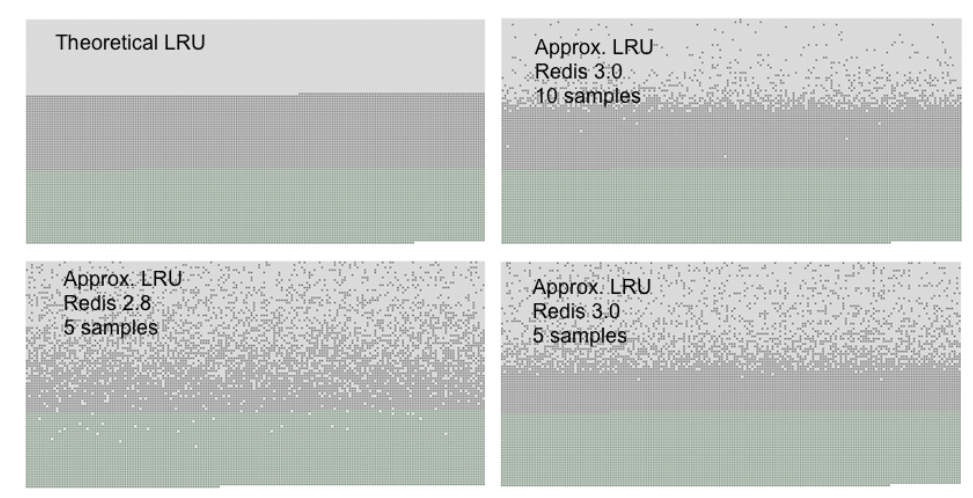 Theoretical LRU
Approx. LRU
Redis 3.0
10 samples
Approx. LRU
Redis 2.8
5 samples
Approx. LRU
Redis 3.0
5 samples